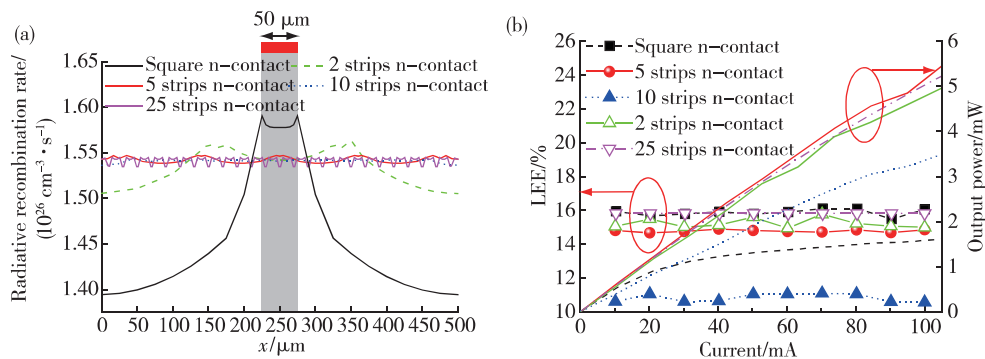 (a)
50 μm
1.65
Square n-contact
2 strips n-contact
5 strips n-contact
10 strips n-contact
25 strips n-contact
1.60
1.55
1.50
1.45
1.40
Radiative recombination rate/
(10²⁶ cm⁻³•s⁻¹)
0 50 100 150 200 250 300 350 400 450 500
x/μm
(b)
26
24
22
20
18
16
14
12
10
LEE/%
Square n-contact
5 strips n-contact
10 strips n-contact
2 strips n-contact
25 strips n-contact
6
5
4
3
2
1
0
Output power/mW
0 20 40 60 80 100
Current/mA